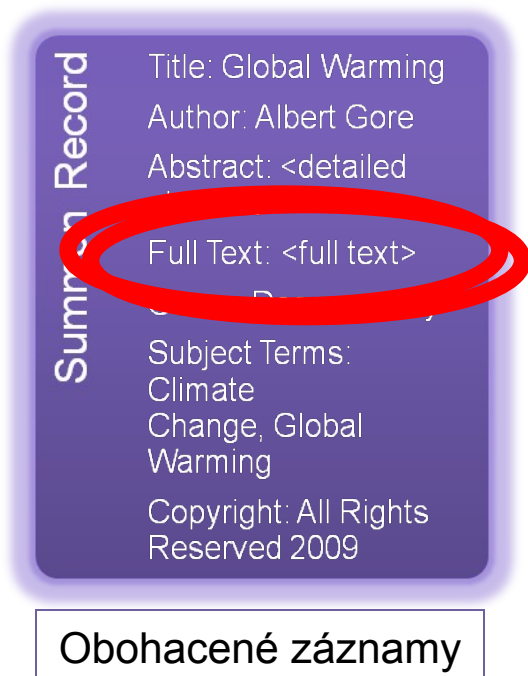 Summon Record
Title: Global Warming
Author: Albert Gore
Abstract: <detailed
Full Text: <full text>
Subject Terms:
Climate
Change, Global
Warming
Copyright: All Rights
Reserved 2009
Obohacené záznamy